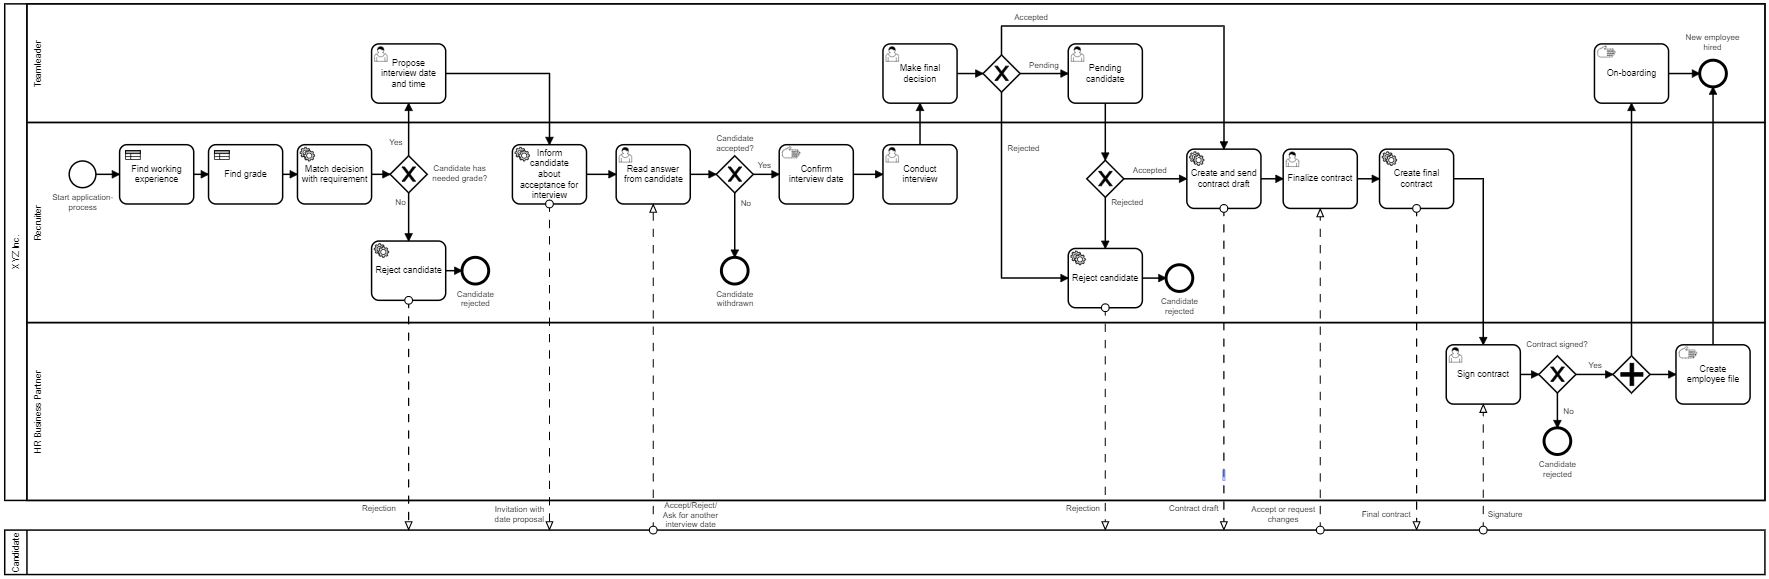 XYZ Inc.
Teamleader
Recruiter
HR Business Partner
Candidate
Start application-
process
Find working
experience
Find grade
Match decision
with requirement
Yes
Candidate has
needed grade?
No
Propose
interview date
and time
Reject candidate
Candidate
rejected
Inform
candidate
about
acceptance for
interview
Read answer
from candidate
Candidate
accepted?
Yes
No
Candidate
withdrawn
Confirm
interview date
Conduct
interview
Make final
decision
Accepted
Pending
Rejected
Pending
candidate
Accepted
Rejected
Reject candidate
Candidate
rejected
Create and send
contract draft
Finalize contract
Create final
contract
Sign contract
Contract signed?
Yes
No
Candidate
rejected
On-boarding
New employee
hired
Create
employee file
Rejection
Invitation with
date proposal
Accept/Reject/
Ask for another
interview date
Rejection
Contract draft
Accept or request
changes
Final contract
Signature